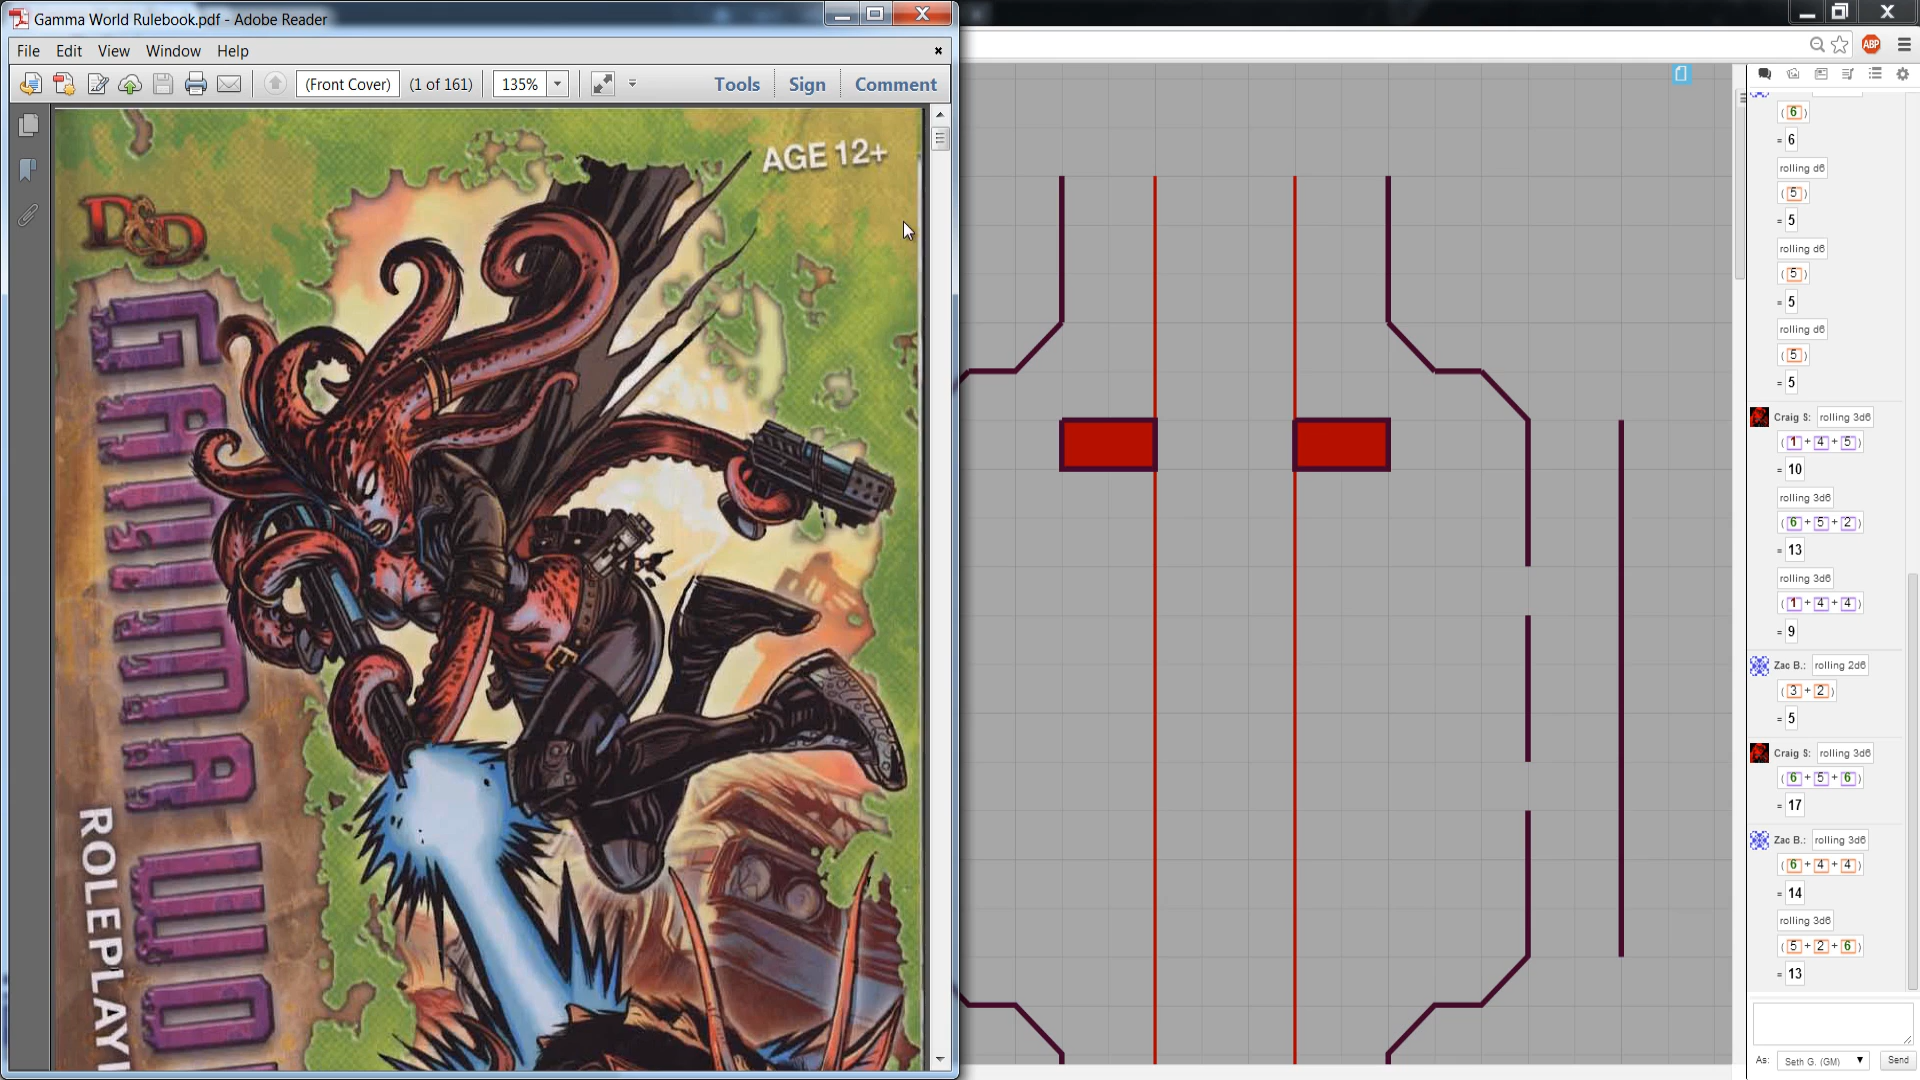 Gamma World Rulebook.pdf - Adobe Reader
File Edit View Window Help
(Front Cover) (1 of 161) 135% Tools Sign Comment
AGE 12+
D&D
GAMMA WO
ROLEPLAYI
ABP
(6)
= 6
rolling d6
(5)
= 5
rolling d6
(5)
= 5
rolling d6
(5)
= 5
Craig S: rolling 3d6
(1+4+5)
= 10
rolling 3d6
(6+5+2)
= 13
rolling 3d6
(1+4+4)
= 9
Zac B.: rolling 2d6
(3+2)
= 5
Craig S: rolling 3d6
(6+5+6)
= 17
Zac B.: rolling 3d6
(6+4+4)
= 14
rolling 3d6
(5+2+6)
= 13
As: Seth G. (GM) Send